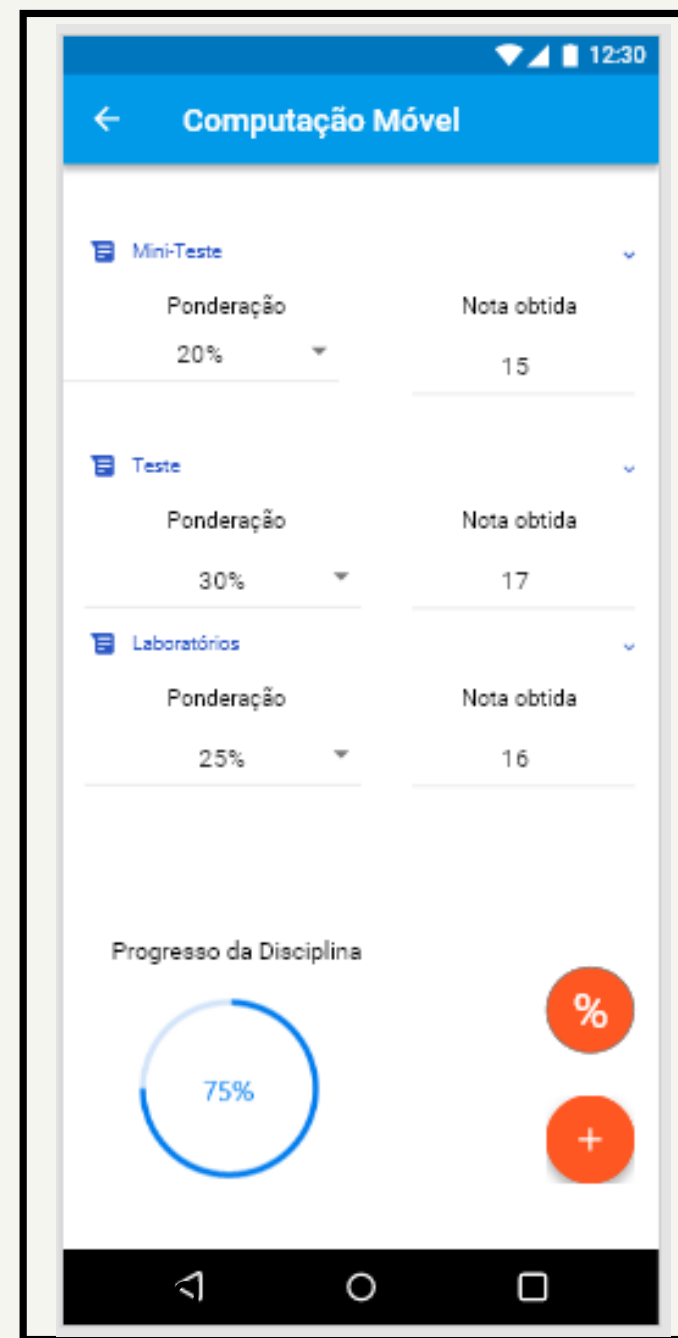 12:30
Computação Móvel
Mini-Teste
Ponderação Nota obtida
20% 15
Teste
Ponderação Nota obtida
30% 17
Laboratórios
Ponderação Nota obtida
25% 16
Progresso da Disciplina
%
75%
+